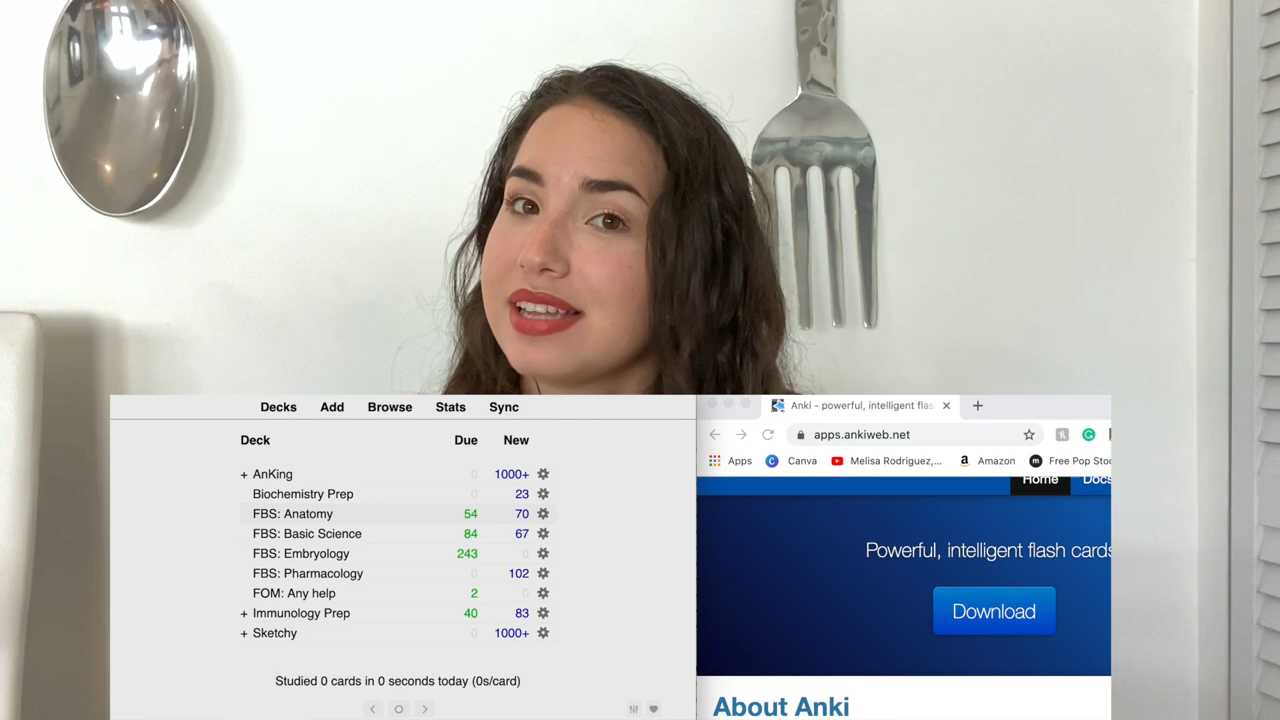 Decks Add Browse Stats Sync
Deck Due New
+ AnKing 0 1000+
Biochemistry Prep 0 23
FBS: Anatomy 54 70
FBS: Basic Science 84 67
FBS: Embryology 243 0
FBS: Pharmacology 0 102
FOM: Any help 2 0
+ Immunology Prep 40 83
+ Sketchy 0 1000+
Studied 0 cards in 0 seconds today (0s/card)
Anki - powerful, intelligent flas
apps.ankiweb.net
Apps Canva Melisa Rodriguez,... Amazon Free Pop Stoc
Home Docs
Powerful, intelligent flash cards
Download
About Anki